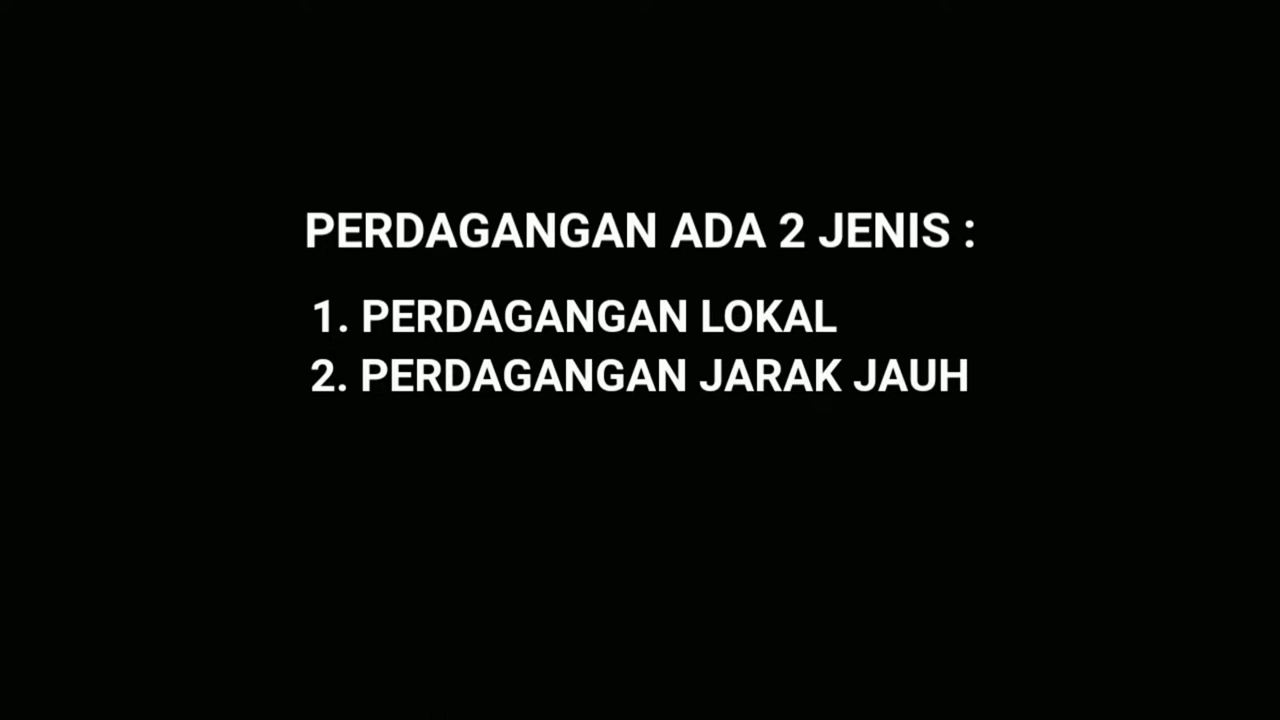 PERDAGANGAN ADA 2 JENIS :
1. PERDAGANGAN LOKAL
2. PERDAGANGAN JARAK JAUH